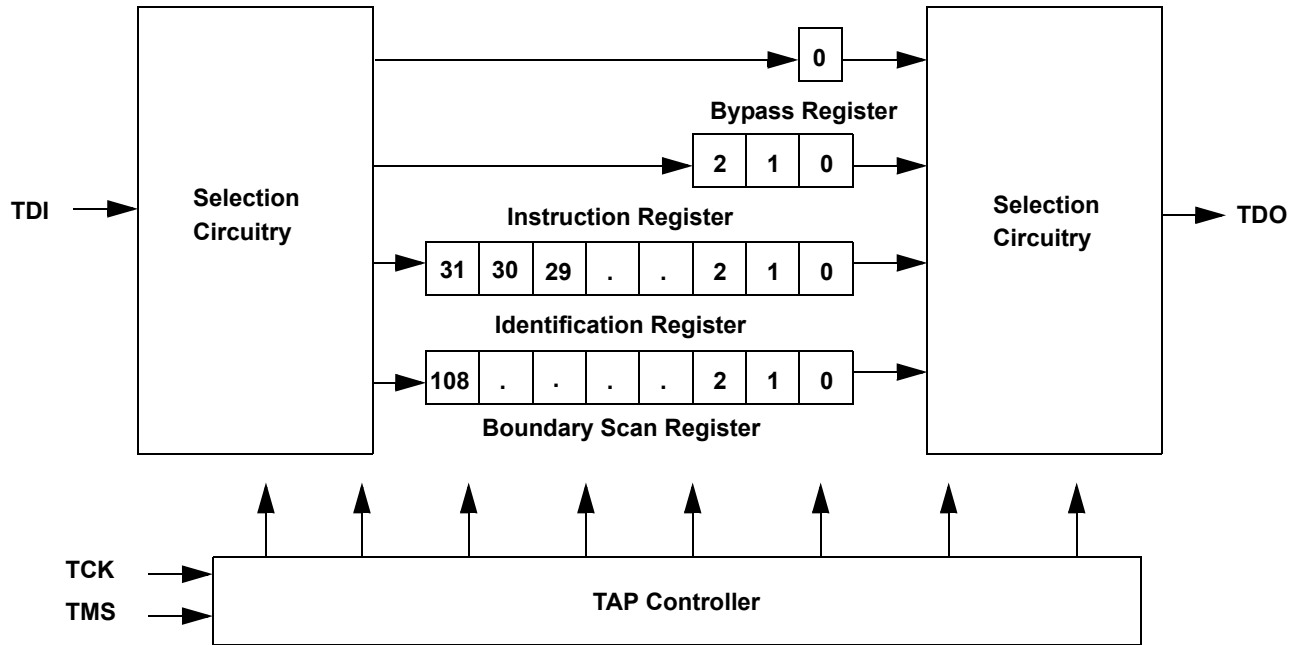 0
Bypass Register
2 1 0
Instruction Register
31 30 29 . . 2 1 0
Identification Register
108 . . . . 2 1 0
Boundary Scan Register
TDI
Selection
Circuitry
Selection
Circuitry
TDO
TCK
TMS
TAP Controller